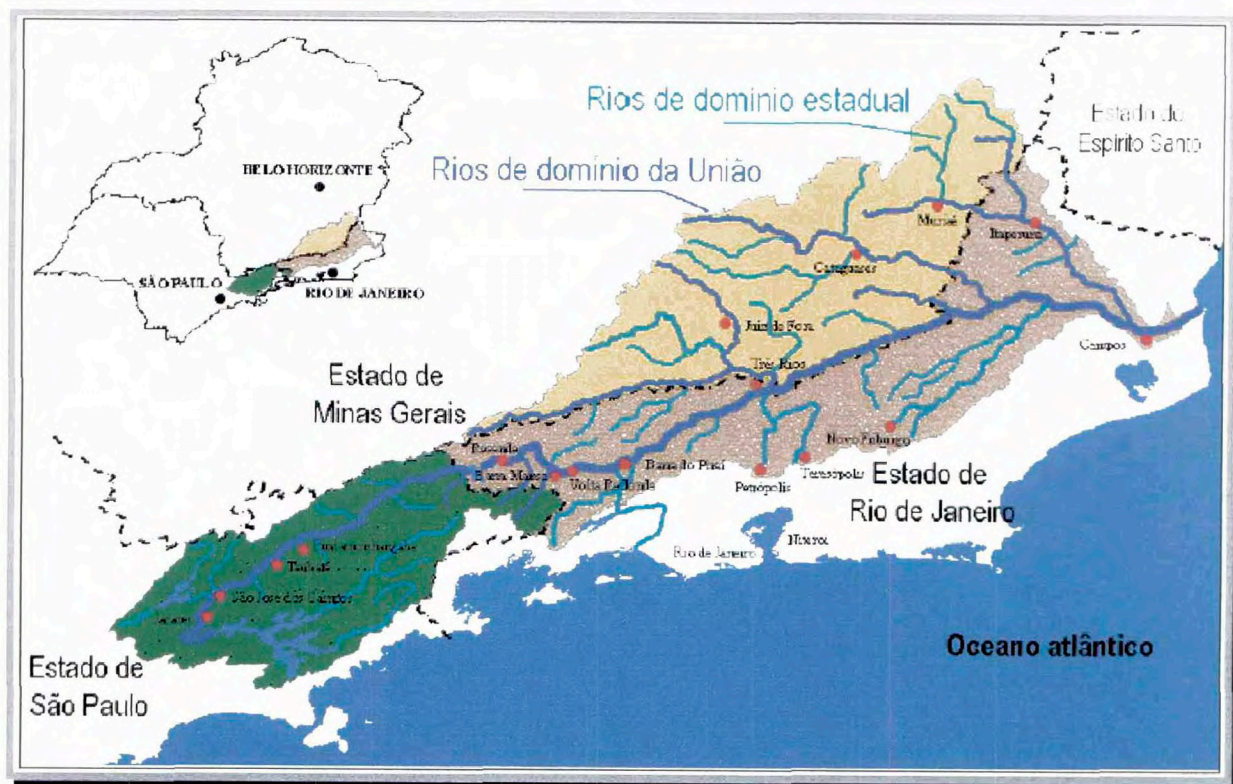 BELO HORIZONTE
SÃO PAULO
RIO DE JANEIRO
Rios de domínio estadual
Rios de domínio da União
Estado do
Espírito Santo
Muriaé
Itaperuna
Cataguases
Juiz de Fora
Três Rios
Campos
Estado de
Minas Gerais
Resende
Barra Mansa
Volta Redonda
Barra do Piraí
Petrópolis
Teresópolis
Nova Friburgo
Estado de
Rio de Janeiro
Rio de Janeiro
Niteroi
Pindamonhangaba
Taubaté
São José dos Campos
Jacareí
Estado de
São Paulo
Oceano atlântico